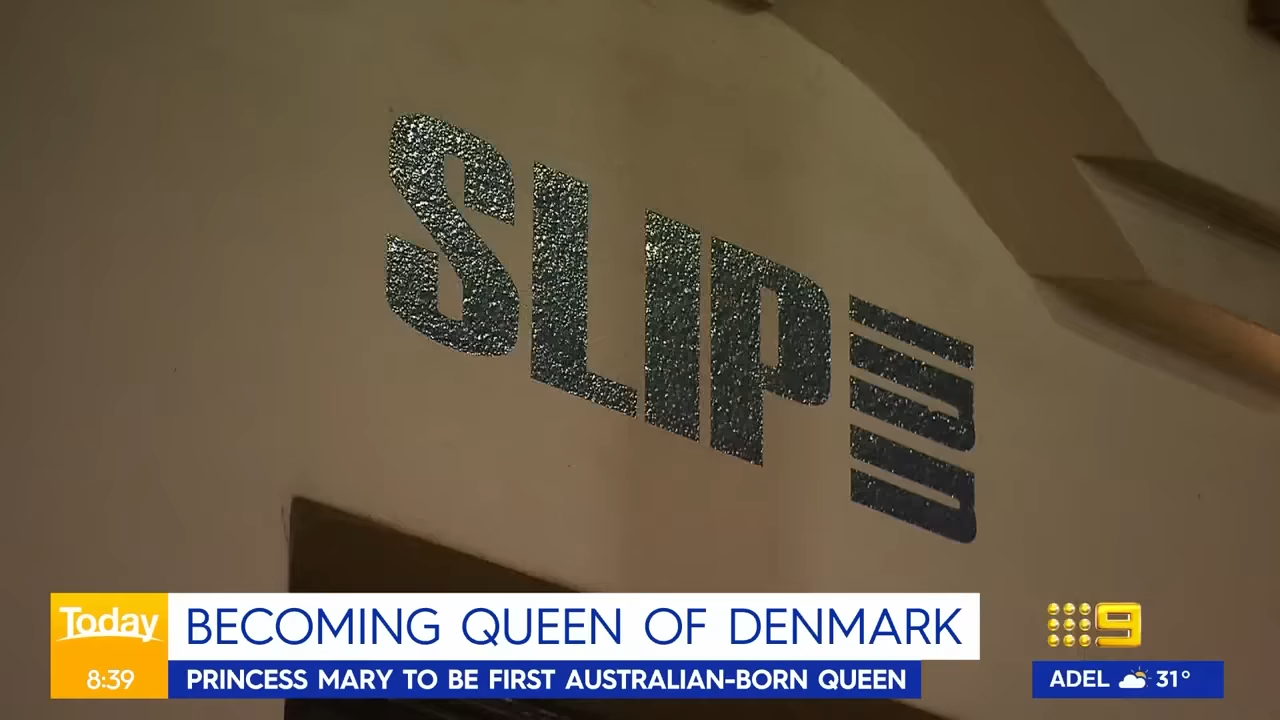 SLIP
INN
Today
BECOMING QUEEN OF DENMARK
8:39
PRINCESS MARY TO BE FIRST AUSTRALIAN-BORN QUEEN
9
ADEL 31°